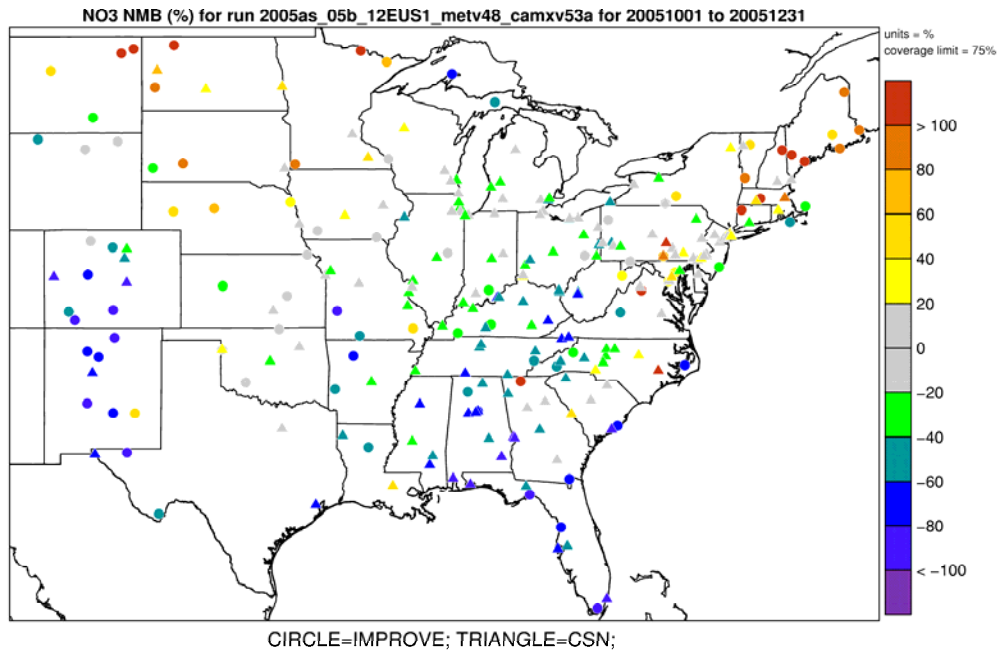 NO3 NMB (%) for run 2005as_05b_12EUS1_metv48_camxv53a for 20051001 to 20051231
units = %
coverage limit = 75%
> 100
80
60
40
20
0
−20
−40
−60
−80
< −100
CIRCLE=IMPROVE; TRIANGLE=CSN;